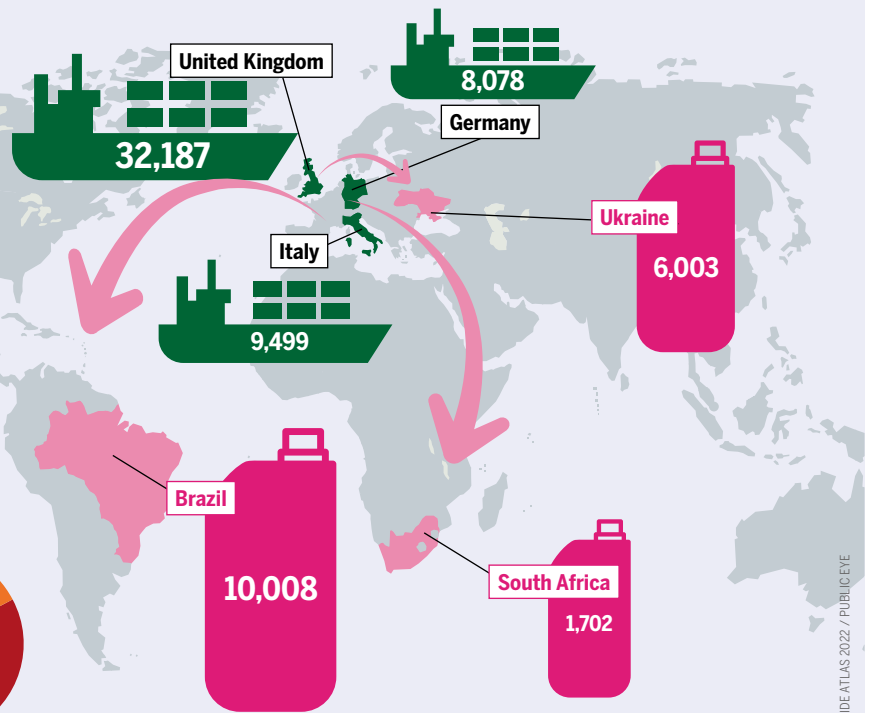 United Kingdom
8,078
32,187
Germany
Ukraine
Italy
6,003
9,499
Brazil
10,008
South Africa
1,702
ATLAS 2022 / PUBLIC EYE